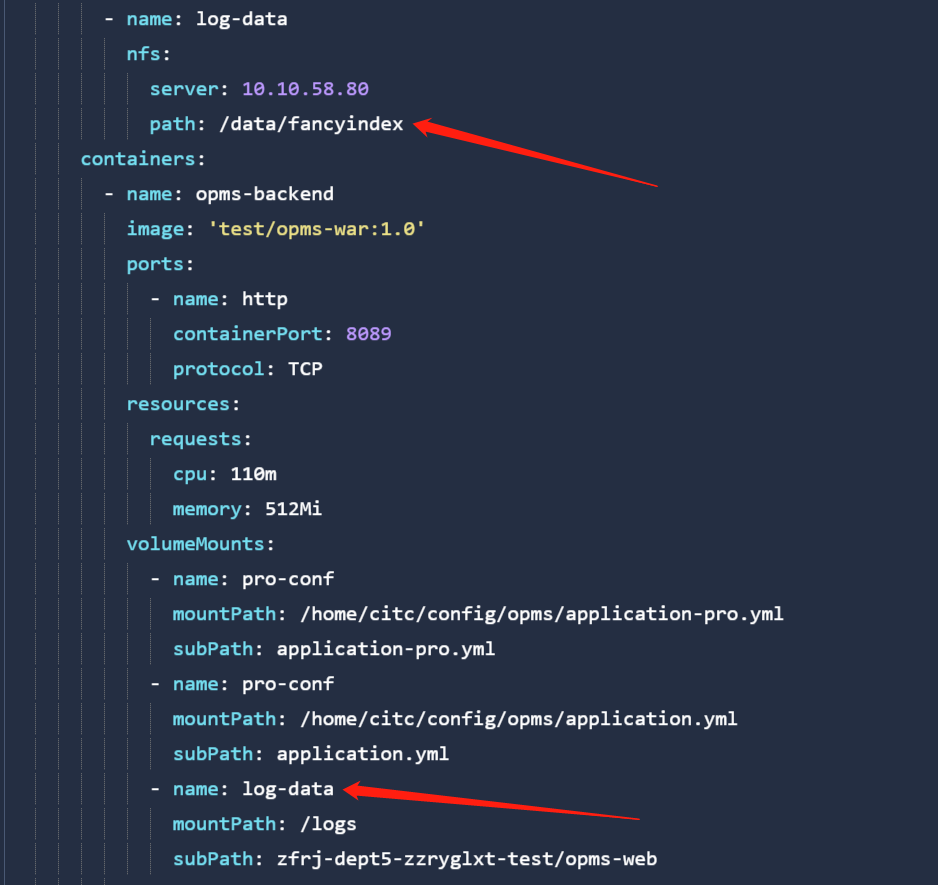 - name: log-data
nfs:
server: 10.10.58.80
path: /data/fancyindex
containers:
- name: opms-backend
image: 'test/opms-war:1.0'
ports:
- name: http
containerPort: 8089
protocol: TCP
resources:
requests:
cpu: 110m
memory: 512Mi
volumeMounts:
- name: pro-conf
mountPath: /home/citc/config/opms/application-pro.yml
subPath: application-pro.yml
- name: pro-conf
mountPath: /home/citc/config/opms/application.yml
subPath: application.yml
- name: log-data
mountPath: /logs
subPath: zfrj-dept5-zzryglxt-test/opms-web